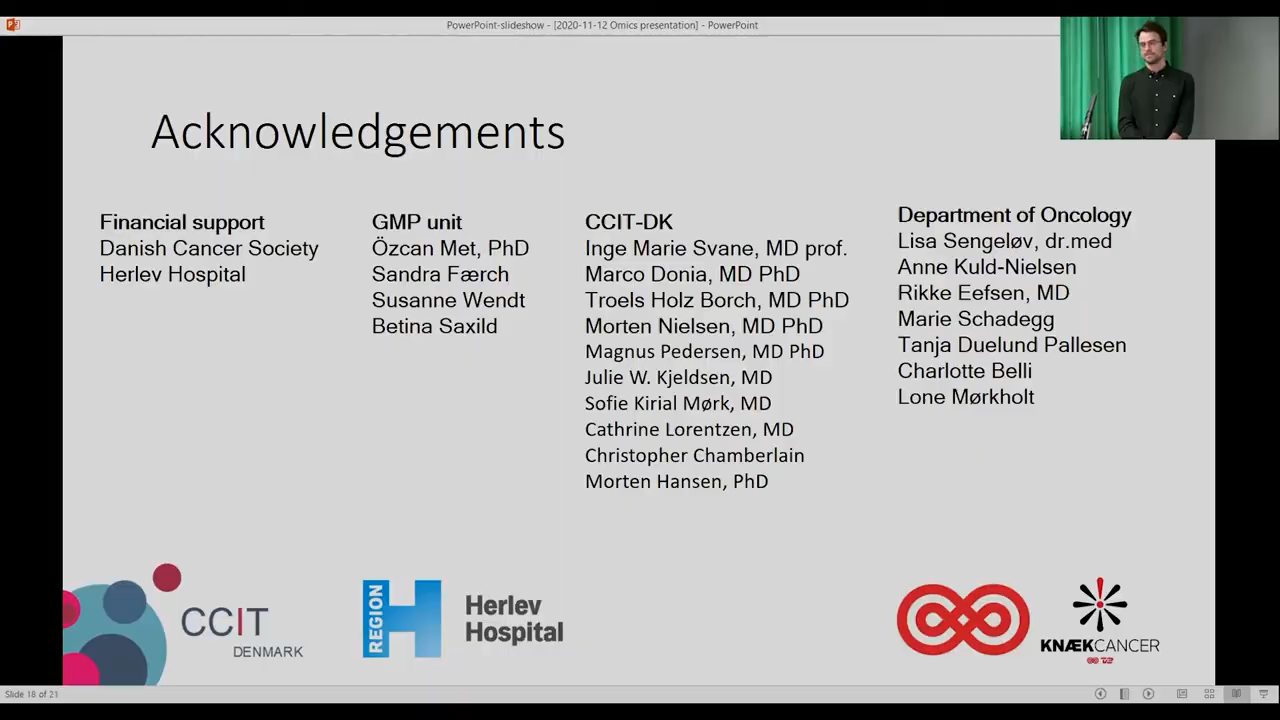 PowerPoint-slideshow - [2020-11-12 Omics presentation] - PowerPoint
Acknowledgements
Financial support
Danish Cancer Society
Herlev Hospital
GMP unit
Özcan Met, PhD
Sandra Færch
Susanne Wendt
Betina Saxild
CCIT-DK
Inge Marie Svane, MD prof.
Marco Donia, MD PhD
Troels Holz Borch, MD PhD
Morten Nielsen, MD PhD
Magnus Pedersen, MD PhD
Julie W. Kjeldsen, MD
Sofie Kirial Mørk, MD
Cathrine Lorentzen, MD
Christopher Chamberlain
Morten Hansen, PhD
Department of Oncology
Lisa Sengeløv, dr.med
Anne Kuld-Nielsen
Rikke Eefsen, MD
Marie Schadegg
Tanja Duelund Pallesen
Charlotte Belli
Lone Mørkholt
CCIT
DENMARK
REGION
H
Herlev
Hospital
KNÆKCANCER
Slide 18 of 21